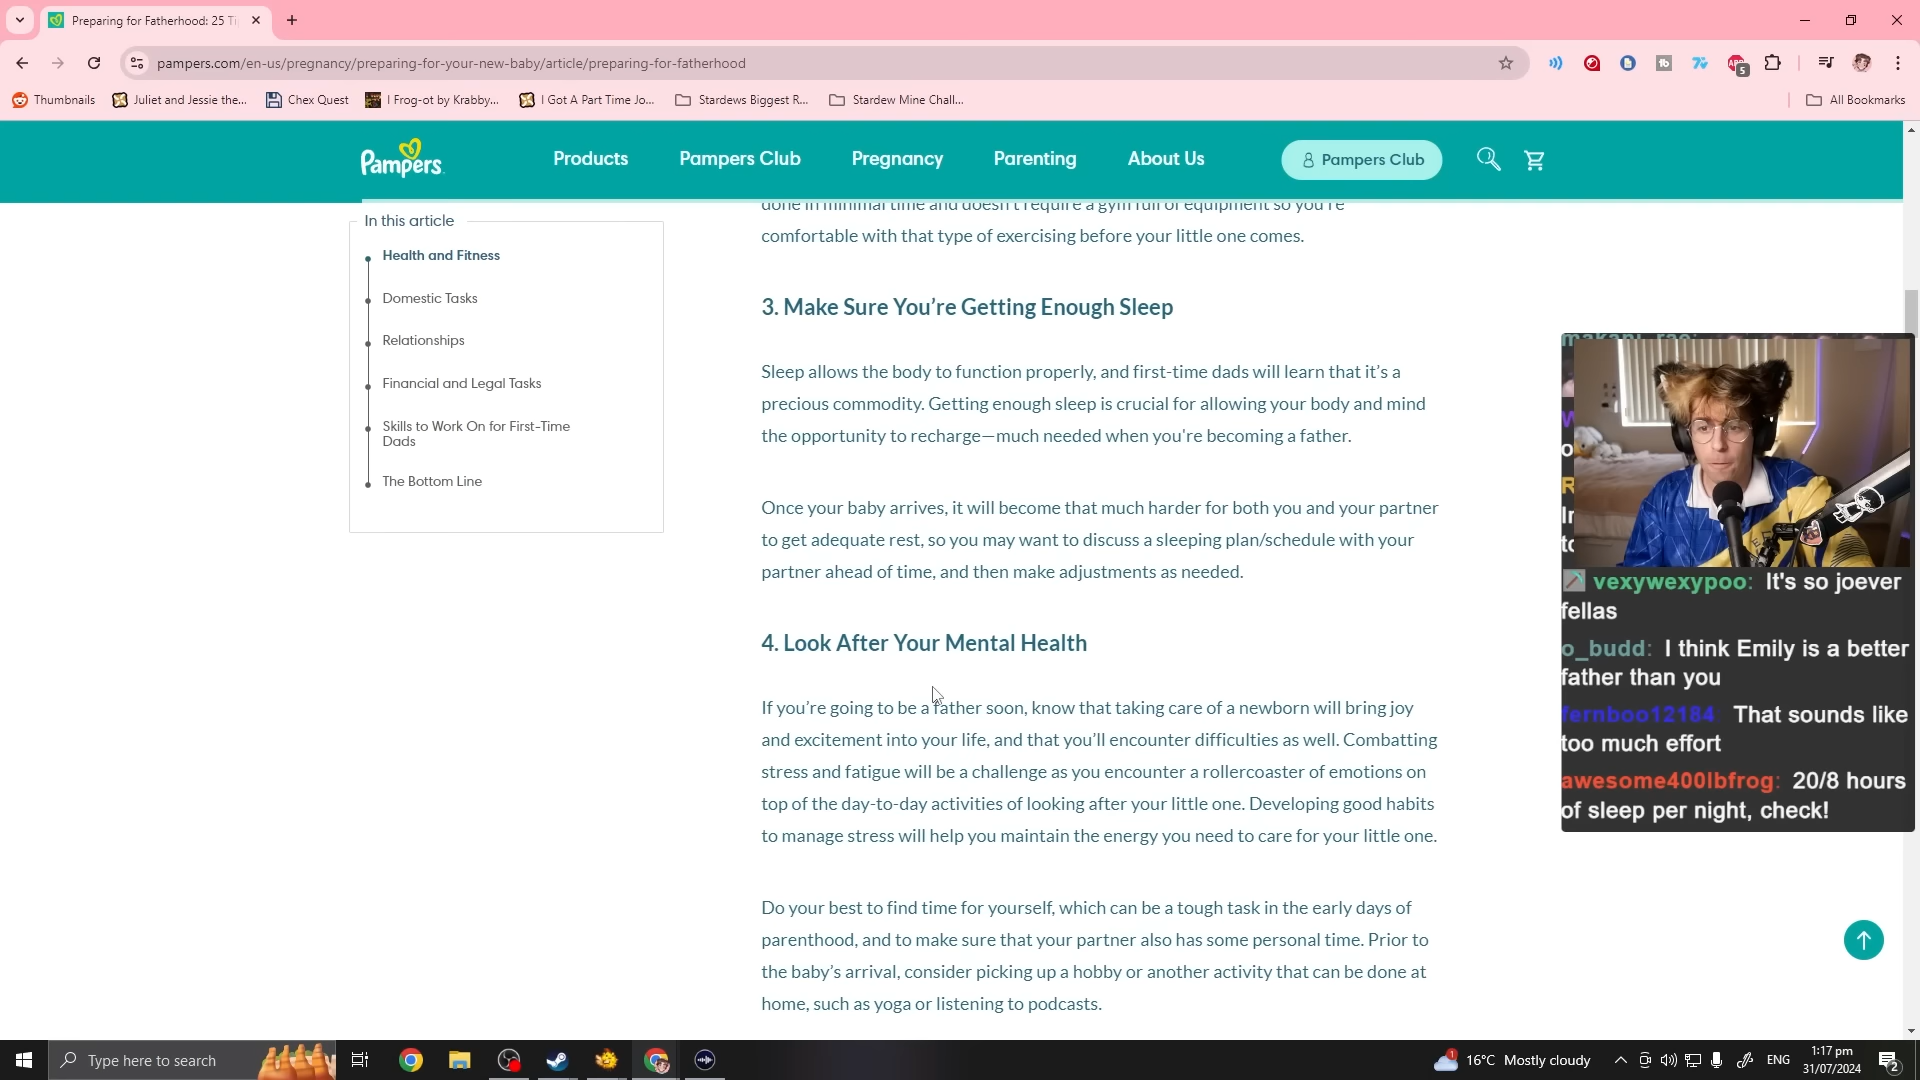 Preparing for Fatherhood: 25 Ti
pampers.com/en-us/pregnancy/preparing-for-your-new-baby/article/preparing-for-fatherhood
5
Thumbnails
Juliet and Jessie the...
Chex Quest
I Frog-ot by Krabby...
I Got A Part Time Jo...
Stardews Biggest R...
Stardew Mine Chall...
All Bookmarks
Pampers
Products
Pampers Club
Pregnancy
Parenting
About Us
Pampers Club
In this article
Health and Fitness
Domestic Tasks
Relationships
Financial and Legal Tasks
Skills to Work On for First-Time
Dads
The Bottom Line
done in minimal time and doesn't require a gym full of equipment so you're
comfortable with that type of exercising before your little one comes.
3. Make Sure You’re Getting Enough Sleep
Sleep allows the body to function properly, and first-time dads will learn that it’s a
precious commodity. Getting enough sleep is crucial for allowing your body and mind
the opportunity to recharge—much needed when you're becoming a father.
Once your baby arrives, it will become that much harder for both you and your partner
to get adequate rest, so you may want to discuss a sleeping plan/schedule with your
partner ahead of time, and then make adjustments as needed.
4. Look After Your Mental Health
If you’re going to be a father soon, know that taking care of a newborn will bring joy
and excitement into your life, and that you’ll encounter difficulties as well. Combatting
stress and fatigue will be a challenge as you encounter a rollercoaster of emotions on
top of the day-to-day activities of looking after your little one. Developing good habits
to manage stress will help you maintain the energy you need to care for your little one.
Do your best to find time for yourself, which can be a tough task in the early days of
parenthood, and to make sure that your partner also has some personal time. Prior to
the baby’s arrival, consider picking up a hobby or another activity that can be done at
home, such as yoga or listening to podcasts.
vexywexypoo: It's so joever
fellas
o_budd: I think Emily is a better
father than you
fernboo12184: That sounds like
too much effort
awesome400lbfrog: 20/8 hours
of sleep per night, check!
Type here to search
1
16°C Mostly cloudy
ENG
1:17 pm
31/07/2024
2